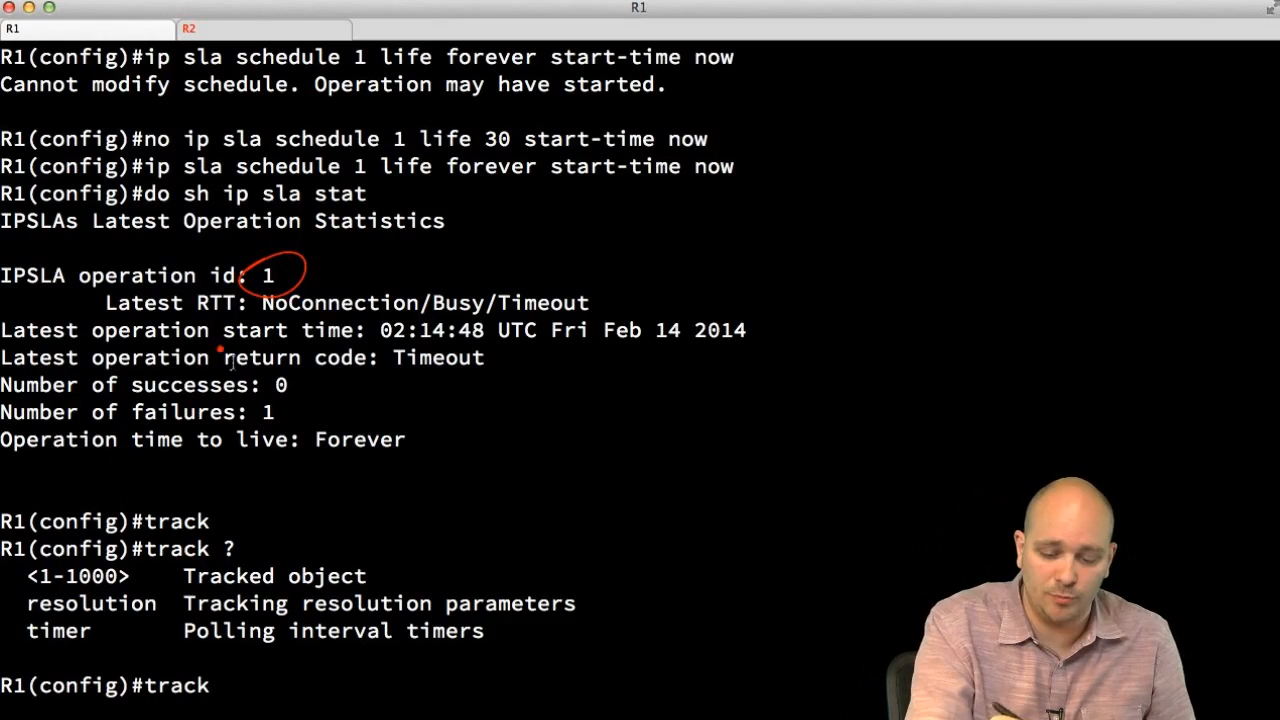 R1
R1
R2
R1(config)#ip sla schedule 1 life forever start-time now
Cannot modify schedule. Operation may have started.
R1(config)#no ip sla schedule 1 life 30 start-time now
R1(config)#ip sla schedule 1 life forever start-time now
R1(config)#do sh ip sla stat
IPSLAs Latest Operation Statistics
IPSLA operation id: 1
Latest RTT: NoConnection/Busy/Timeout
Latest operation start time: 02:14:48 UTC Fri Feb 14 2014
Latest operation return code: Timeout
Number of successes: 0
Number of failures: 1
Operation time to live: Forever
R1(config)#track
R1(config)#track ?
<1-1000> Tracked object
resolution Tracking resolution parameters
timer Polling interval timers
R1(config)#track